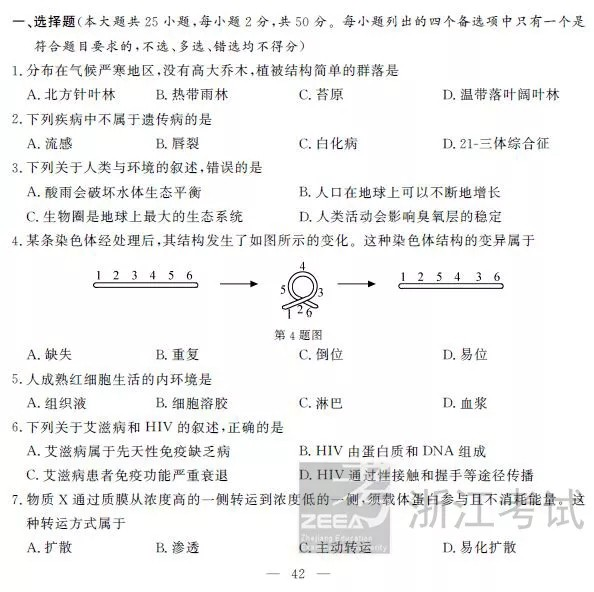 一、选择题(本大题共 25 小题,每小题 2 分,共 50 分。每小题列出的四个备选项中只有一个是
符合题目要求的,不选、多选、错选均不得分)
1. 分布在气候严寒地区,没有高大乔木,植被结构简单的群落是
A. 北方针叶林 B. 热带雨林 C. 苔原 D. 温带落叶阔叶林
2. 下列疾病中不属于遗传病的是
A. 流感 B. 唇裂 C. 白化病 D. 21-三体综合征
3. 下列关于人类与环境的叙述,错误的是
A. 酸雨会破坏水体生态平衡 B. 人口在地球上可以不断地增长
C. 生物圈是地球上最大的生态系统 D. 人类活动会影响臭氧层的稳定
4. 某条染色体经处理后,其结构发生了如图所示的变化。这种染色体结构的变异属于
1 2 3 4 5 6
4
5 3
1 2 6
1 2 5 4 3 6
第 4 题图
A. 缺失 B. 重复 C. 倒位 D. 易位
5. 人成熟红细胞生活的内环境是
A. 组织液 B. 细胞溶胶 C. 淋巴 D. 血浆
6. 下列关于艾滋病和 HIV 的叙述,正确的是
A. 艾滋病属于先天性免疫缺乏病 B. HIV 由蛋白质和 DNA 组成
C. 艾滋病患者免疫功能严重衰退 D. HIV 通过性接触和握手等途径传播
7. 物质 X 通过质膜从浓度高的一侧转运到浓度低的一侧,须载体蛋白参与且不消耗能量。这
种转运方式属于
A. 扩散 B. 渗透 C. 主动转运 D. 易化扩散
ZEEA
浙江考试
— 42 —